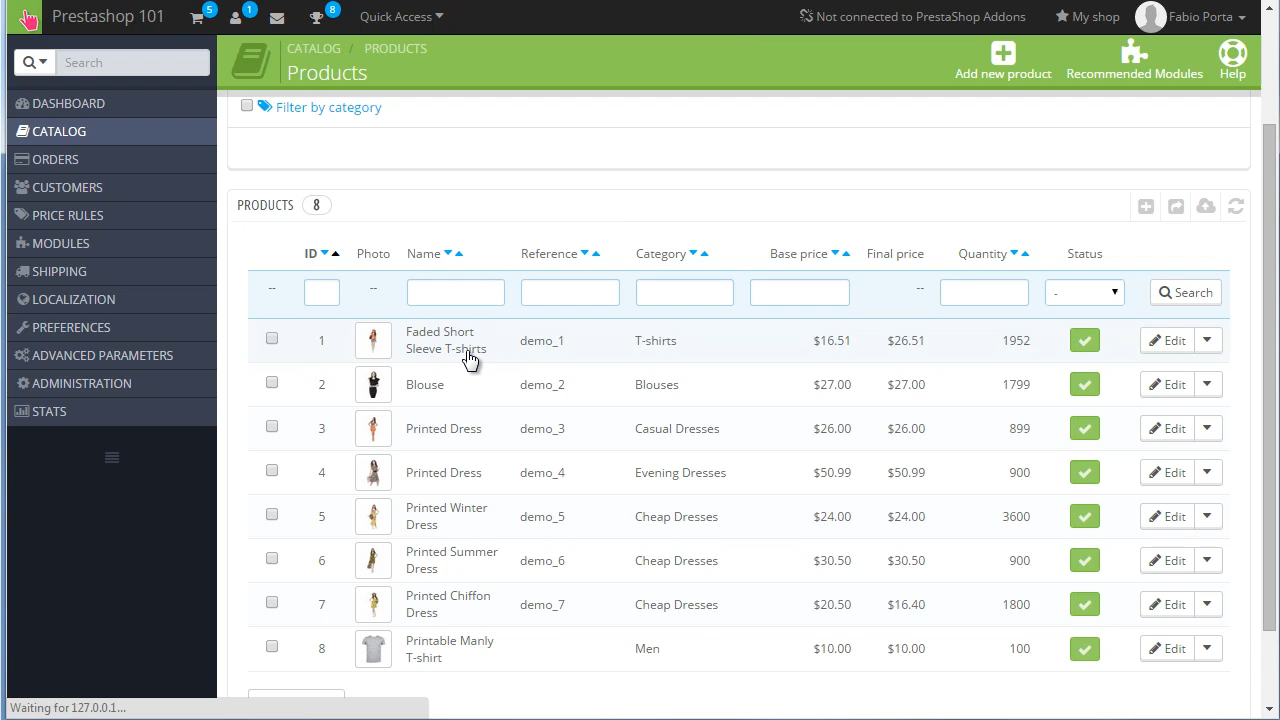 Prestashop 101 5 1 8 Quick Access Not connected to PrestaShop Addons My shop Fabio Porta
Search
CATALOG / PRODUCTS
Products
Add new product Recommended Modules Help
DASHBOARD
CATALOG
ORDERS
CUSTOMERS
PRICE RULES
MODULES
SHIPPING
LOCALIZATION
PREFERENCES
ADVANCED PARAMETERS
ADMINISTRATION
STATS
Filter by category
PRODUCTS 8
ID Photo Name Reference Category Base price Final price Quantity Status
-- -- -- - Search
1 Faded Short Sleeve T-shirts demo_1 T-shirts $16.51 $26.51 1952 Edit
2 Blouse demo_2 Blouses $27.00 $27.00 1799 Edit
3 Printed Dress demo_3 Casual Dresses $26.00 $26.00 899 Edit
4 Printed Dress demo_4 Evening Dresses $50.99 $50.99 900 Edit
5 Printed Winter Dress demo_5 Cheap Dresses $24.00 $24.00 3600 Edit
6 Printed Summer Dress demo_6 Cheap Dresses $30.50 $30.50 900 Edit
7 Printed Chiffon Dress demo_7 Cheap Dresses $20.50 $16.40 1800 Edit
8 Printable Manly T-shirt Men $10.00 $10.00 100 Edit
Waiting for 127.0.0.1...